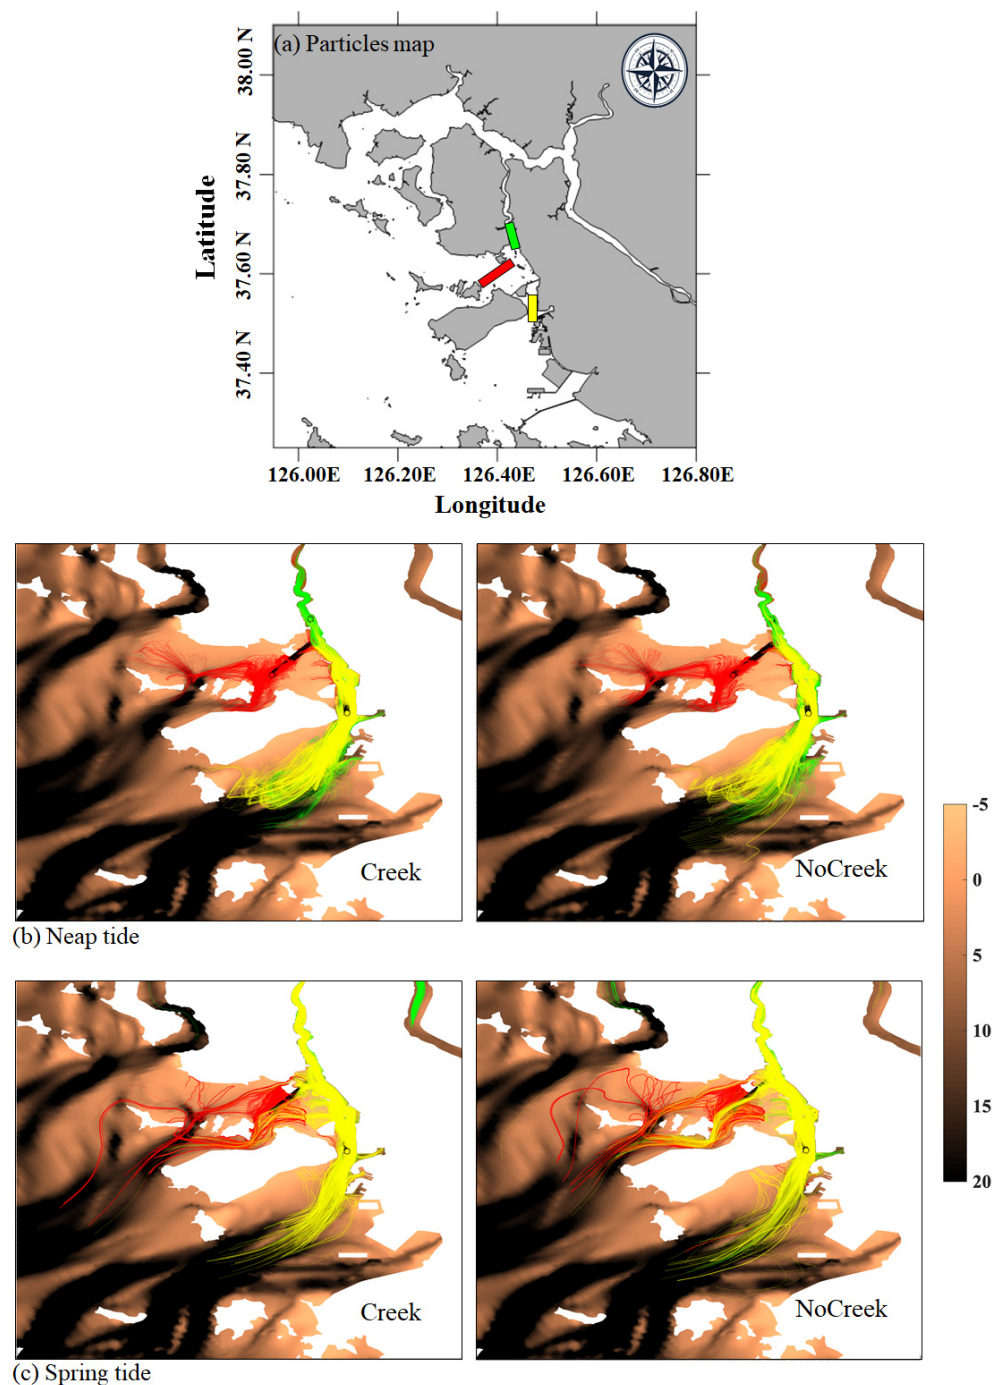 (a) Particles map
38.00 N
37.80 N
37.60 N
37.40 N
Latitude
126.00E 126.20E 126.40E 126.60E 126.80E
Longitude
Creek
NoCreek
(b) Neap tide
-5
0
5
10
15
20
Creek
NoCreek
(c) Spring tide